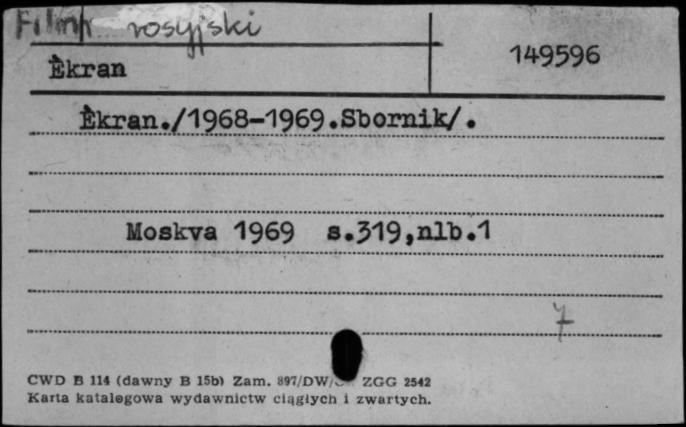 Film rosyjski
Èkran
149596
Èkran./1968-1969.Sbornik/.
Moskva 1969 s.319,nlb.1
7
CWD B 114 (dawny B 15b) Zam. 897/DW/ ZGG 2542
Karta katalogowa wydawnictw ciągłych i zwartych.